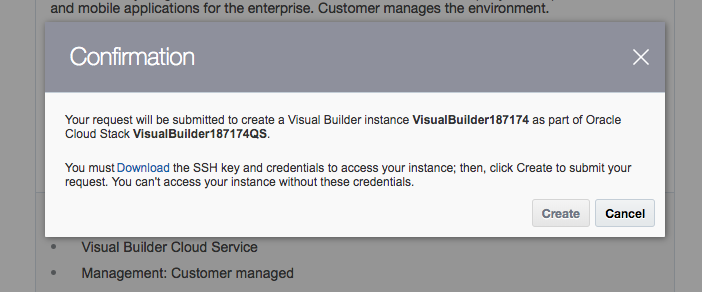 and mobile applications for the enterprise. Customer manages the environment.
Confirmation
Your request will be submitted to create a Visual Builder instance VisualBuilder187174 as part of Oracle
Cloud Stack VisualBuilder187174QS.
You must Download the SSH key and credentials to access your instance; then, click Create to submit your
request. You can't access your instance without these credentials.
Create Cancel
• Visual Builder Cloud Service
• Management: Customer managed